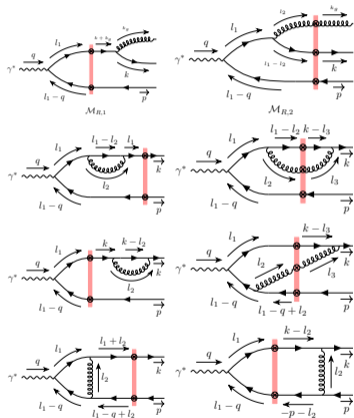 q l_1 k + k_g k_g
γ* k
l_1 − q p
M_{R,1}
q l_1 l_2 k_g
γ* l_1 − l_2 k
l_1 − q p
M_{R,2}
q l_1 l_1 − l_2 l_1
γ* l_2 k
l_1 − q p
q l_1 l_1 − l_2 k − l_3
γ* l_2 l_3 k
l_1 − q p
q l_1 k k − l_2
γ* l_2 k
l_1 − q p
q l_1 k − l_3
γ* l_2 l_3 k
l_1 − q l_1 − q + l_2 p
q l_1 l_1 + l_2
γ* l_2 k
l_1 − q l_1 − q + l_2 p
q l_1 k − l_2
γ* l_2 k
l_1 − q −p − l_2 p